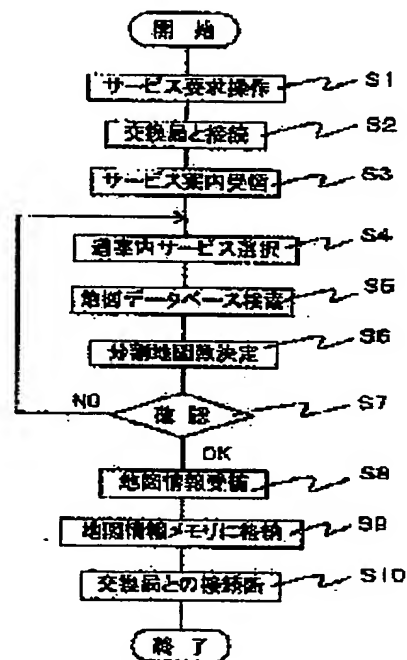 開 始
サービス要求操作 S1
交換局と接続 S2
サービス案内受信 S3
道案内サービス選択 S4
地図データベース検索 S5
分割地図数決定 S6
NO 確認 S7
OK
地図情報受信 S8
地図情報メモリに格納 S9
交換局との接続断 S10
終 了